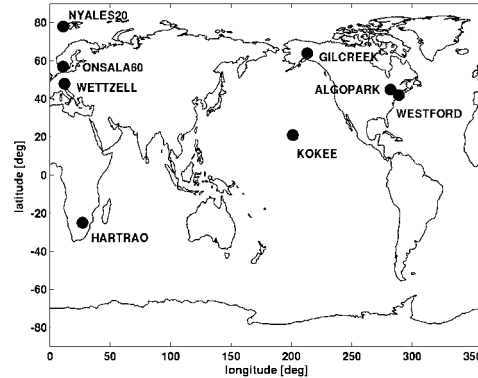 NYALES20
80
60
ONSALA60
GILCREEK
WETTZELL
ALGOPARK
40
WESTFORD
20
KOKEE
latitude [deg]
0
-20
HARTRAO
-40
-60
-80
0 50 100 150 200 250 300 350
longitude [deg]